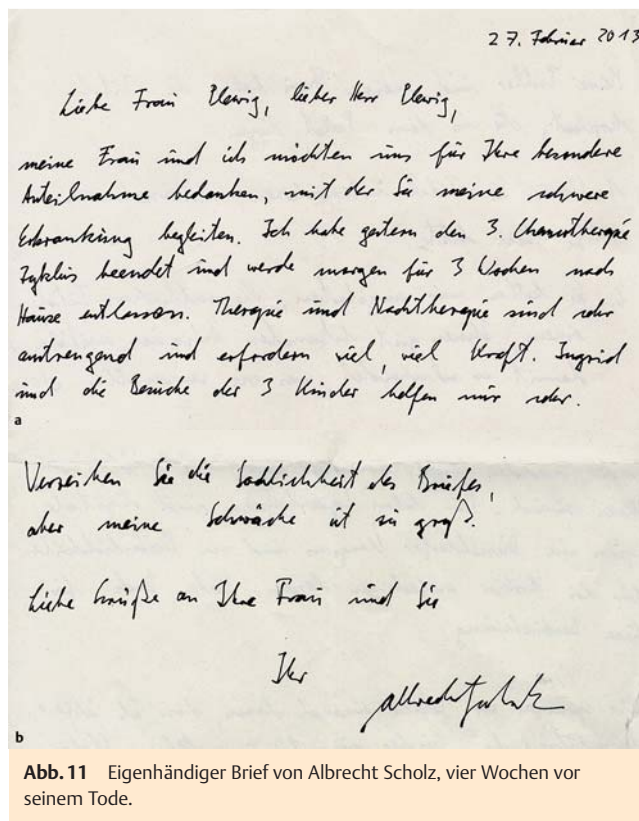 27. Februar 2013
Liebe Frau Plewig, lieber Herr Plewig,
meine Frau und ich möchten uns für Ihre besondere
Anteilnahme bedanken, mit der Sie meine schwere
Erkrankung begleiten. Ich habe gestern den 3. Chemotherapie
Zyklus beendet und werde morgen für 3 Wochen nach
Hause entlassen. Therapie und Nachtherapie sind sehr
anstrengend und erfordern viel, viel Kraft. Ingrid
und die Besuche der 3 Kinder helfen mir sehr.
a
Verzeihen Sie die Sachlichkeit des Briefes,
aber meine Schwäche ist zu groß.
Liebe Grüße an Ihre Frau und Sie
Ihr
Albrecht Scholz
b
Abb. 11 Eigenhändiger Brief von Albrecht Scholz, vier Wochen vor
seinem Tode.